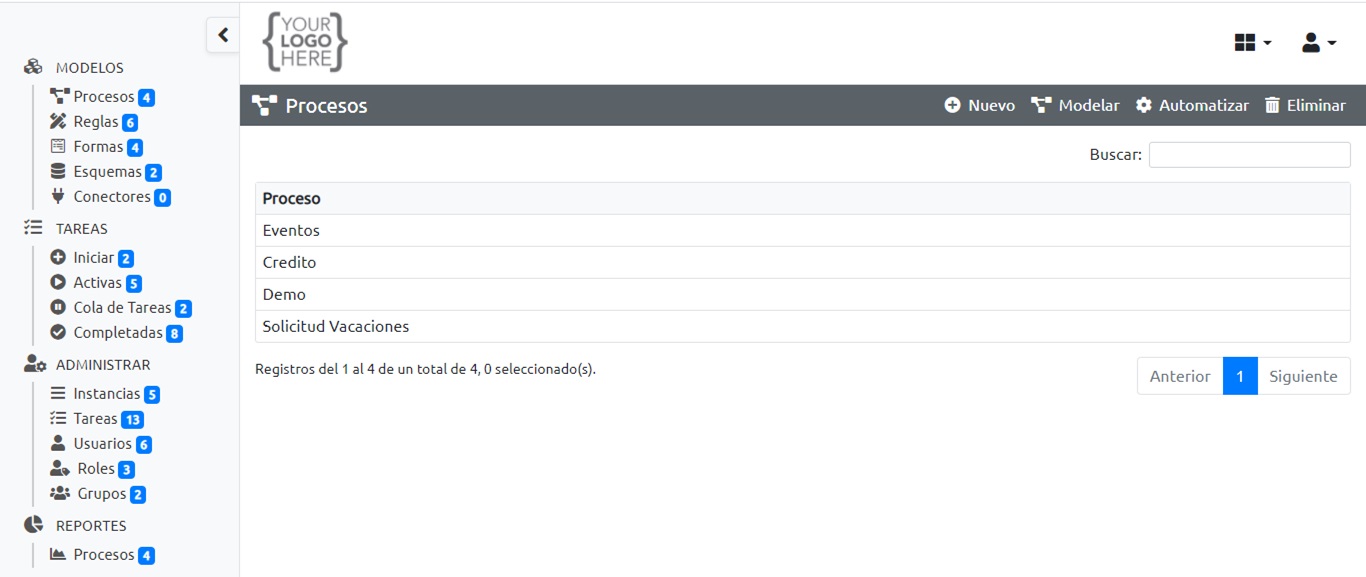 MODELOS
Procesos 4
Reglas 6
Formas 4
Esquemas 2
Conectores 0
TAREAS
Iniciar 2
Activas 5
Cola de Tareas 2
Completadas 8
ADMINISTRAR
Instancias 5
Tareas 13
Usuarios 6
Roles 3
Grupos 2
REPORTES
Procesos 4
YOUR
LOGO
HERE
Procesos Nuevo Modelar Automatizar Eliminar
Buscar:
Proceso
Eventos
Credito
Demo
Solicitud Vacaciones
Registros del 1 al 4 de un total de 4, 0 seleccionado(s).
Anterior 1 Siguiente